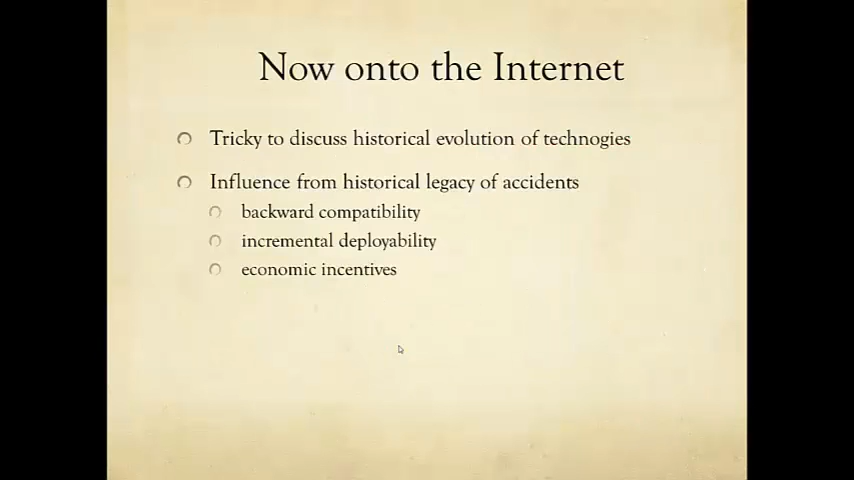 Now onto the Internet
Tricky to discuss historical evolution of technogies
Influence from historical legacy of accidents
backward compatibility
incremental deployability
economic incentives